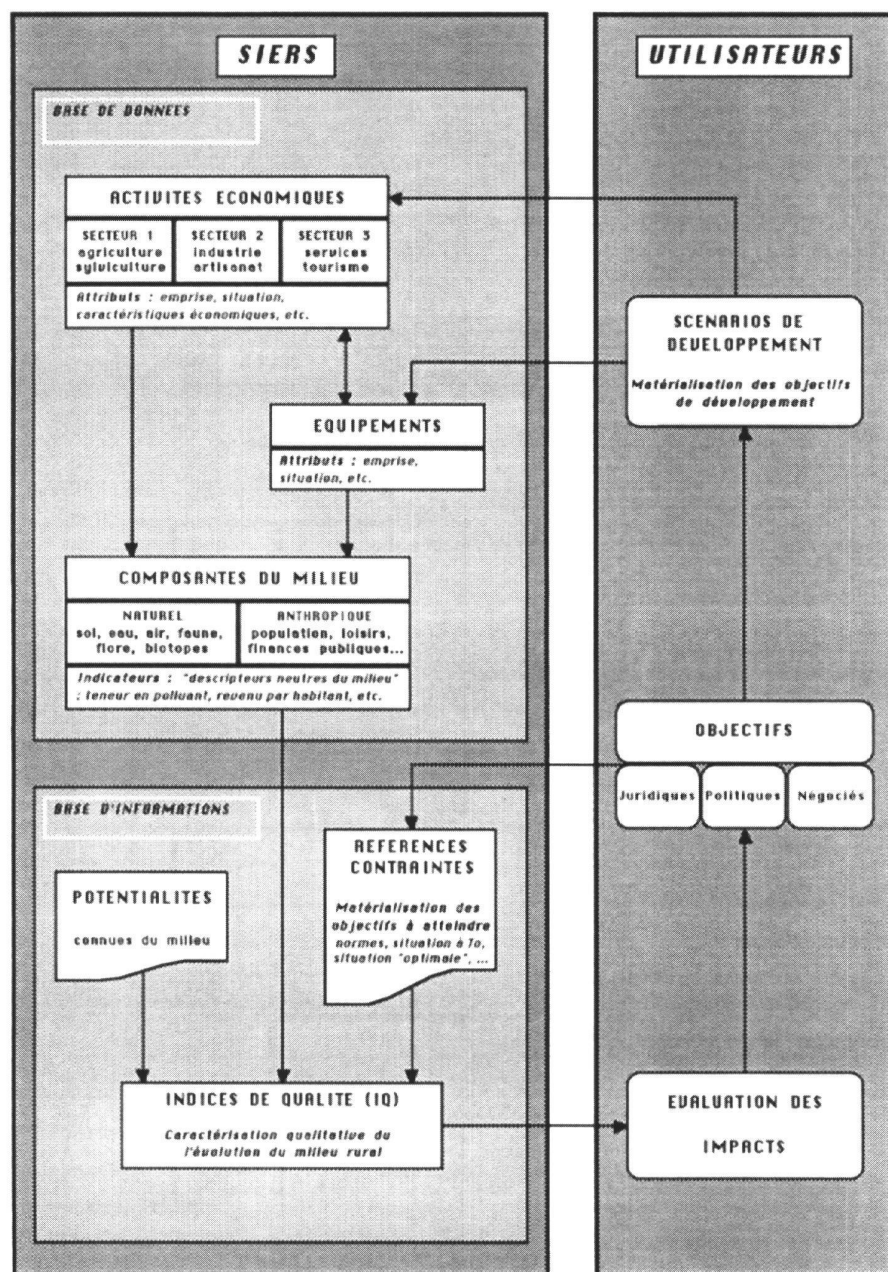 SIERS
BASE DE DONNEES
ACTIVITES ECONOMIQUES
SECTEUR 1
agriculture
sylviculture
SECTEUR 2
industrie
artisanat
SECTEUR 3
services
tourisme
Attributs : emprise, situation,
caractéristiques économiques, etc.
EQUIPEMENTS
Attributs : emprise,
situation, etc.
COMPOSANTES DU MILIEU
NATUREL
sol, eau, air, faune,
flore, biotopes
ANTHROPIQUE
population, loisirs,
finances publiques...
Indicateurs : "descripteurs neutres du milieu"
: teneur en polluant, revenu par habitant, etc.
BASE D'INFORMATIONS
POTENTIALITES
connues du milieu
REFERENCES
CONTRAINTES
Matérialisation des
objectifs à atteindre
normes, situation à To,
situation "optimale", ...
INDICES DE QUALITE (IQ)
Caractérisation qualitative du
l'évolution du milieu rural
UTILISATEURS
SCENARIOS DE
DEVELOPPEMENT
Matérialisation des objectifs
de développement
OBJECTIFS
Juridiques
Politiques
Négociés
EVALUATION DES
IMPACTS